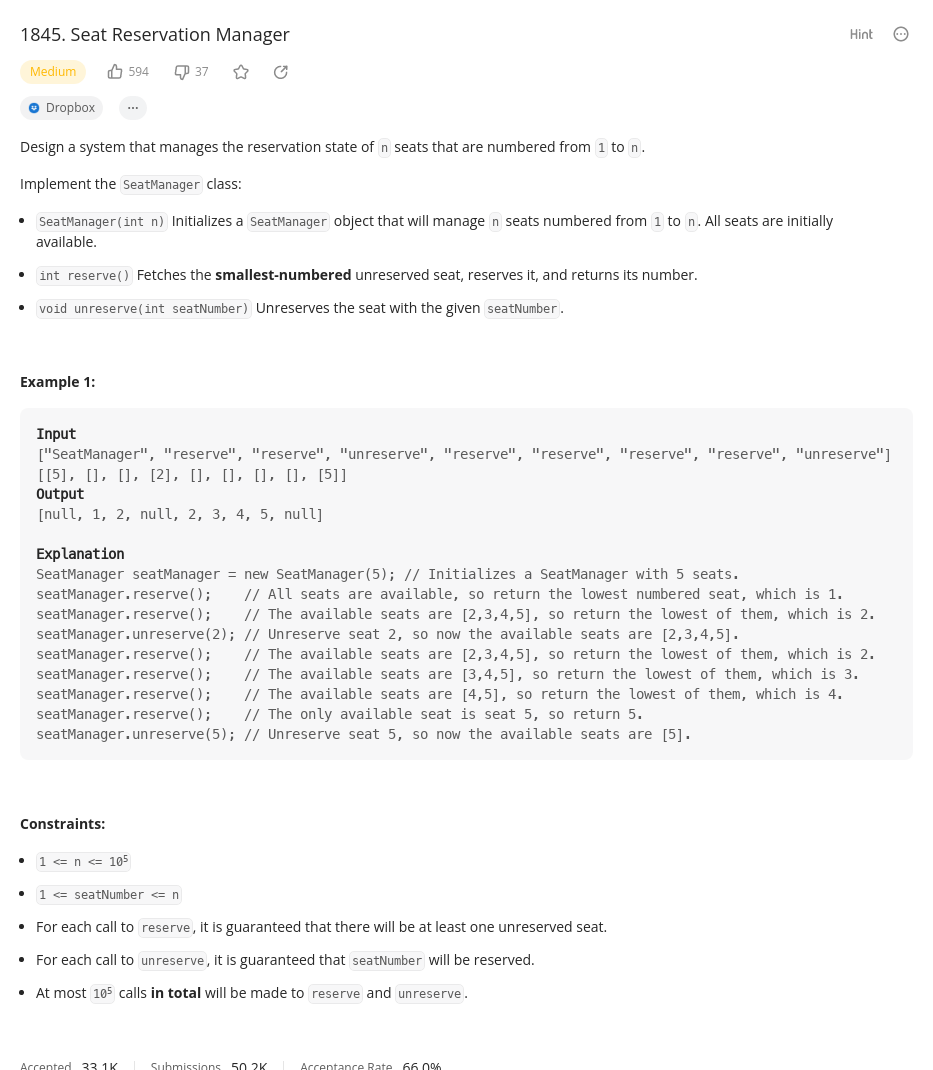 1845. Seat Reservation Manager
Hint
Medium
594
37
Dropbox
Design a system that manages the reservation state of n seats that are numbered from 1 to n.
Implement the SeatManager class:
• SeatManager(int n) Initializes a SeatManager object that will manage n seats numbered from 1 to n. All seats are initially
available.
• int reserve() Fetches the smallest-numbered unreserved seat, reserves it, and returns its number.
• void unreserve(int seatNumber) Unreserves the seat with the given seatNumber.
Example 1:
Input
["SeatManager", "reserve", "reserve", "unreserve", "reserve", "reserve", "reserve", "reserve", "unreserve"]
[[5], [], [], [2], [], [], [], [], [5]]
Output
[null, 1, 2, null, 2, 3, 4, 5, null]
Explanation
SeatManager seatManager = new SeatManager(5); // Initializes a SeatManager with 5 seats.
seatManager.reserve();    // All seats are available, so return the lowest numbered seat, which is 1.
seatManager.reserve();    // The available seats are [2,3,4,5], so return the lowest of them, which is 2.
seatManager.unreserve(2); // Unreserve seat 2, so now the available seats are [2,3,4,5].
seatManager.reserve();    // The available seats are [2,3,4,5], so return the lowest of them, which is 2.
seatManager.reserve();    // The available seats are [3,4,5], so return the lowest of them, which is 3.
seatManager.reserve();    // The available seats are [4,5], so return the lowest of them, which is 4.
seatManager.reserve();    // The only available seat is seat 5, so return 5.
seatManager.unreserve(5); // Unreserve seat 5, so now the available seats are [5].
Constraints:
• 1 <= n <= 10⁵
• 1 <= seatNumber <= n
• For each call to reserve, it is guaranteed that there will be at least one unreserved seat.
• For each call to unreserve, it is guaranteed that seatNumber will be reserved.
• At most 10⁵ calls in total will be made to reserve and unreserve.
Accepted 33.1K Submissions 50.2K Acceptance Rate 66.0%